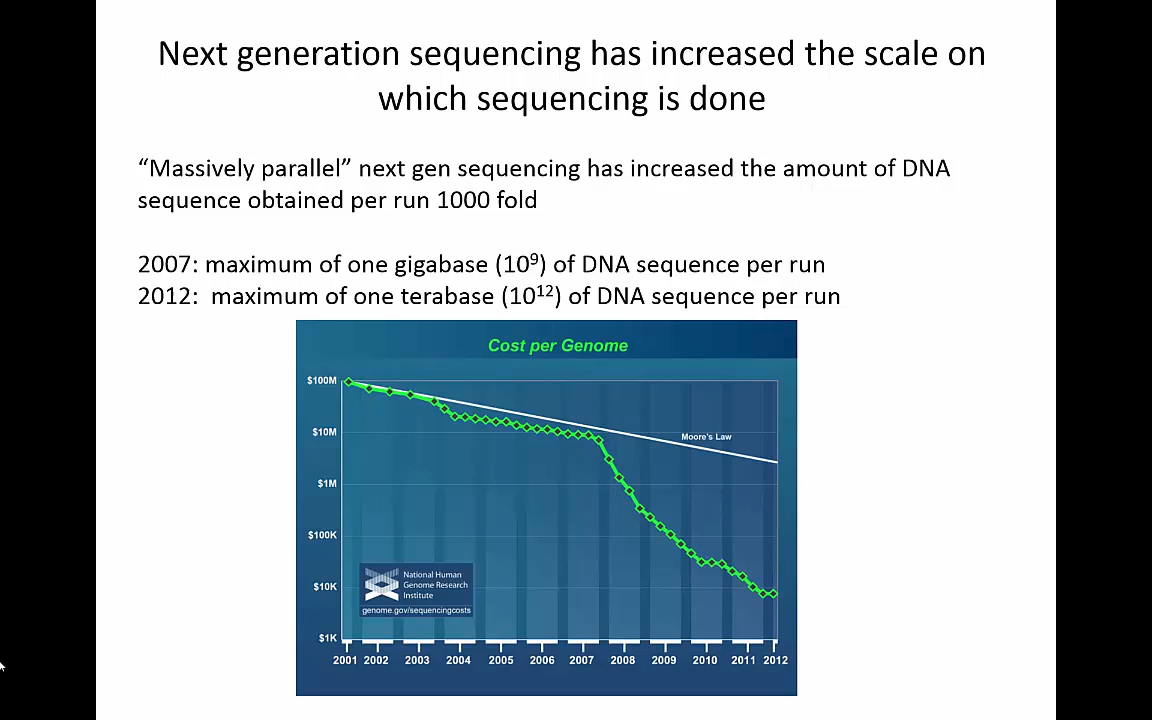 Next generation sequencing has increased the scale on
which sequencing is done
“Massively parallel” next gen sequencing has increased the amount of DNA
sequence obtained per run 1000 fold
2007: maximum of one gigabase (10⁹) of DNA sequence per run
2012: maximum of one terabase (10¹²) of DNA sequence per run
Cost per Genome
$100M
$10M
Moore's Law
$1M
$100K
$10K
$1K
National Human
Genome Research
Institute
genome.gov/sequencingcosts
2001 2002 2003 2004 2005 2006 2007 2008 2009 2010 2011 2012